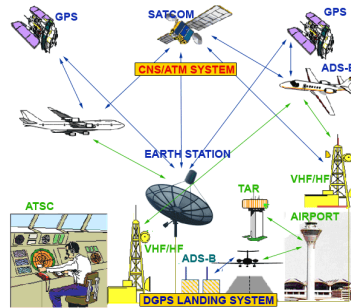 GPS
SATCOM
GPS
CNS/ATM SYSTEM
ADS-B
EARTH STATION
VHF/HF
ATSC
TAR
AIRPORT
VHF/HF
ADS-B
DGPS LANDING SYSTEM